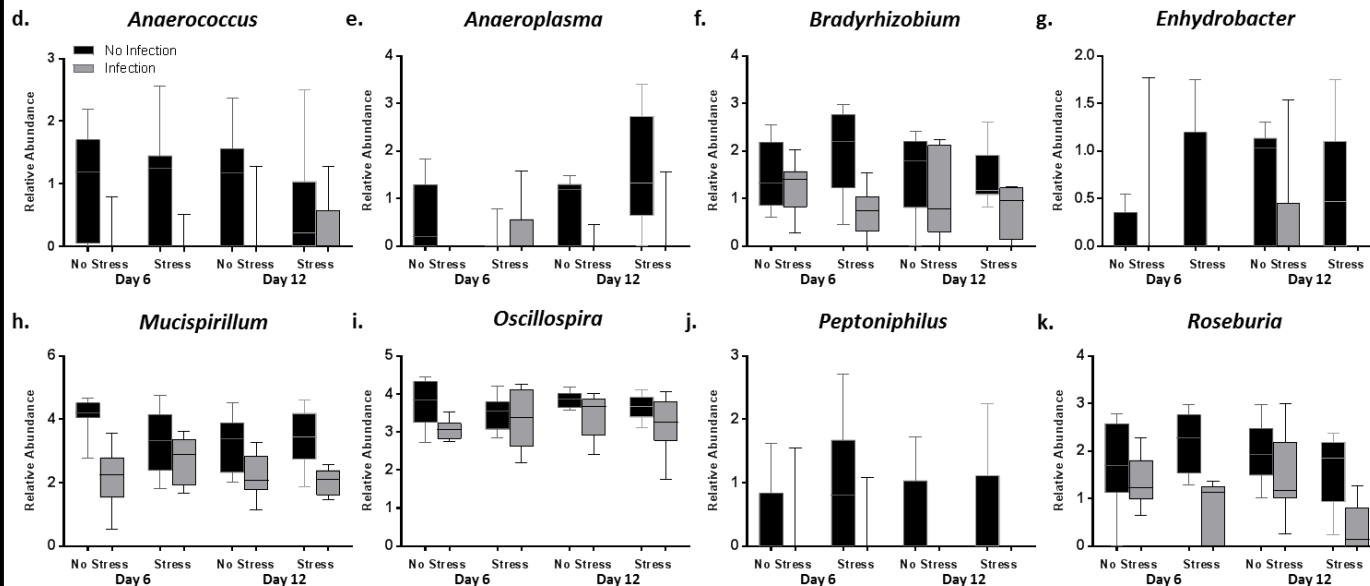 d. Anaerococcus e. Anaeroplasma f. Bradyrhizobium g. Enhydrobacter
No Infection
Infection
Relative Abundance
3
2
1
0
No Stress Stress No Stress Stress
Day 6 Day 12
Relative Abundance
4
3
2
1
0
No Stress Stress No Stress Stress
Day 6 Day 12
Relative Abundance
4
3
2
1
0
No Stress Stress No Stress Stress
Day 6 Day 12
Relative Abundance
2.0
1.5
1.0
0.5
0.0
No Stress Stress No Stress Stress
Day 6 Day 12
h. Mucispirillum i. Oscillospira j. Peptoniphilus k. Roseburia
Relative Abundance
6
4
2
0
No Stress Stress No Stress Stress
Day 6 Day 12
Relative Abundance
5
4
3
2
1
0
No Stress Stress No Stress Stress
Day 6 Day 12
Relative Abundance
3
2
1
0
No Stress Stress No Stress Stress
Day 6 Day 12
Relative Abundance
4
3
2
1
0
No Stress Stress No Stress Stress
Day 6 Day 12